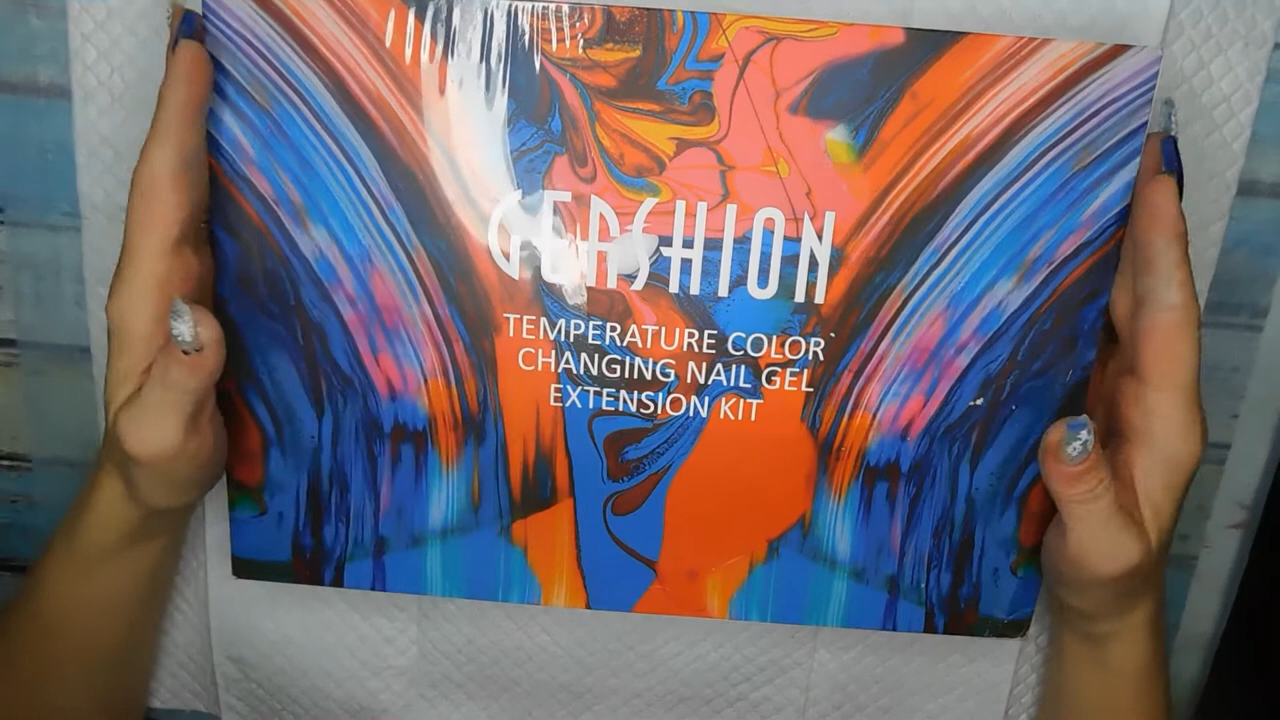 GERSHION
TEMPERATURE COLOR
CHANGING NAIL GEL
EXTENSION KIT